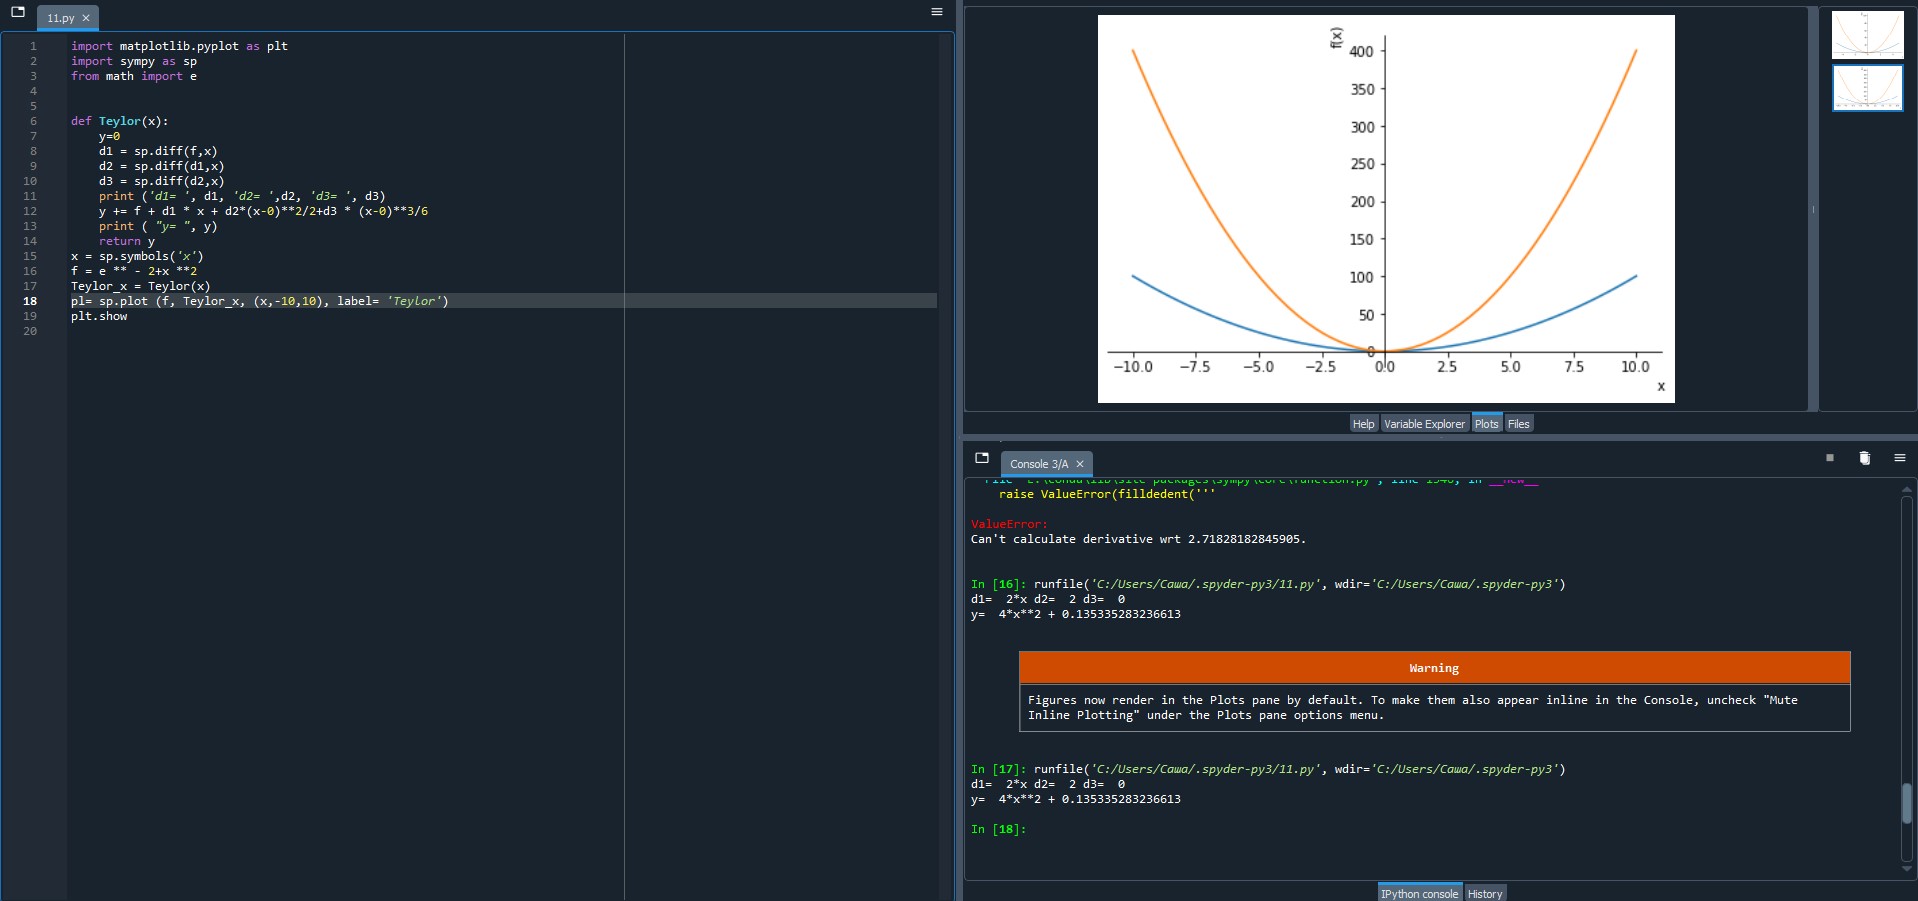 11.py
1 import matplotlib.pyplot as plt
2 import sympy as sp
3 from math import e
4
5
6 def Teylor(x):
7 y=0
8 d1 = sp.diff(f,x)
9 d2 = sp.diff(d1,x)
10 d3 = sp.diff(d2,x)
11 print ('d1= ', d1, 'd2= ',d2, 'd3= ', d3)
12 y += f + d1 * x + d2*(x-0)**2/2+d3 * (x-0)**3/6
13 print ( "y= ", y)
14 return y
15 x = sp.symbols('x')
16 f = e ** - 2+x **2
17 Teylor_x = Teylor(x)
18 pl= sp.plot (f, Teylor_x, (x,-10,10), label= 'Teylor')
19 plt.show
20
f(x)
400
350
300
250
200
150
100
50
0
−10.0 −7.5 −5.0 −2.5 0.0 2.5 5.0 7.5 10.0
x
Help Variable Explorer Plots Files
Console 3/A
raise ValueError(filldedent('''
ValueError:
Can't calculate derivative wrt 2.71828182845905.
In [16]: runfile('C:/Users/Саша/.spyder-py3/11.py', wdir='C:/Users/Саша/.spyder-py3')
d1=  2*x d2=  2 d3=  0
y=  4*x**2 + 0.135335283236613
Warning
Figures now render in the Plots pane by default. To make them also appear inline in the Console, uncheck "Mute
Inline Plotting" under the Plots pane options menu.
In [17]: runfile('C:/Users/Саша/.spyder-py3/11.py', wdir='C:/Users/Саша/.spyder-py3')
d1=  2*x d2=  2 d3=  0
y=  4*x**2 + 0.135335283236613
In [18]:
IPython console History